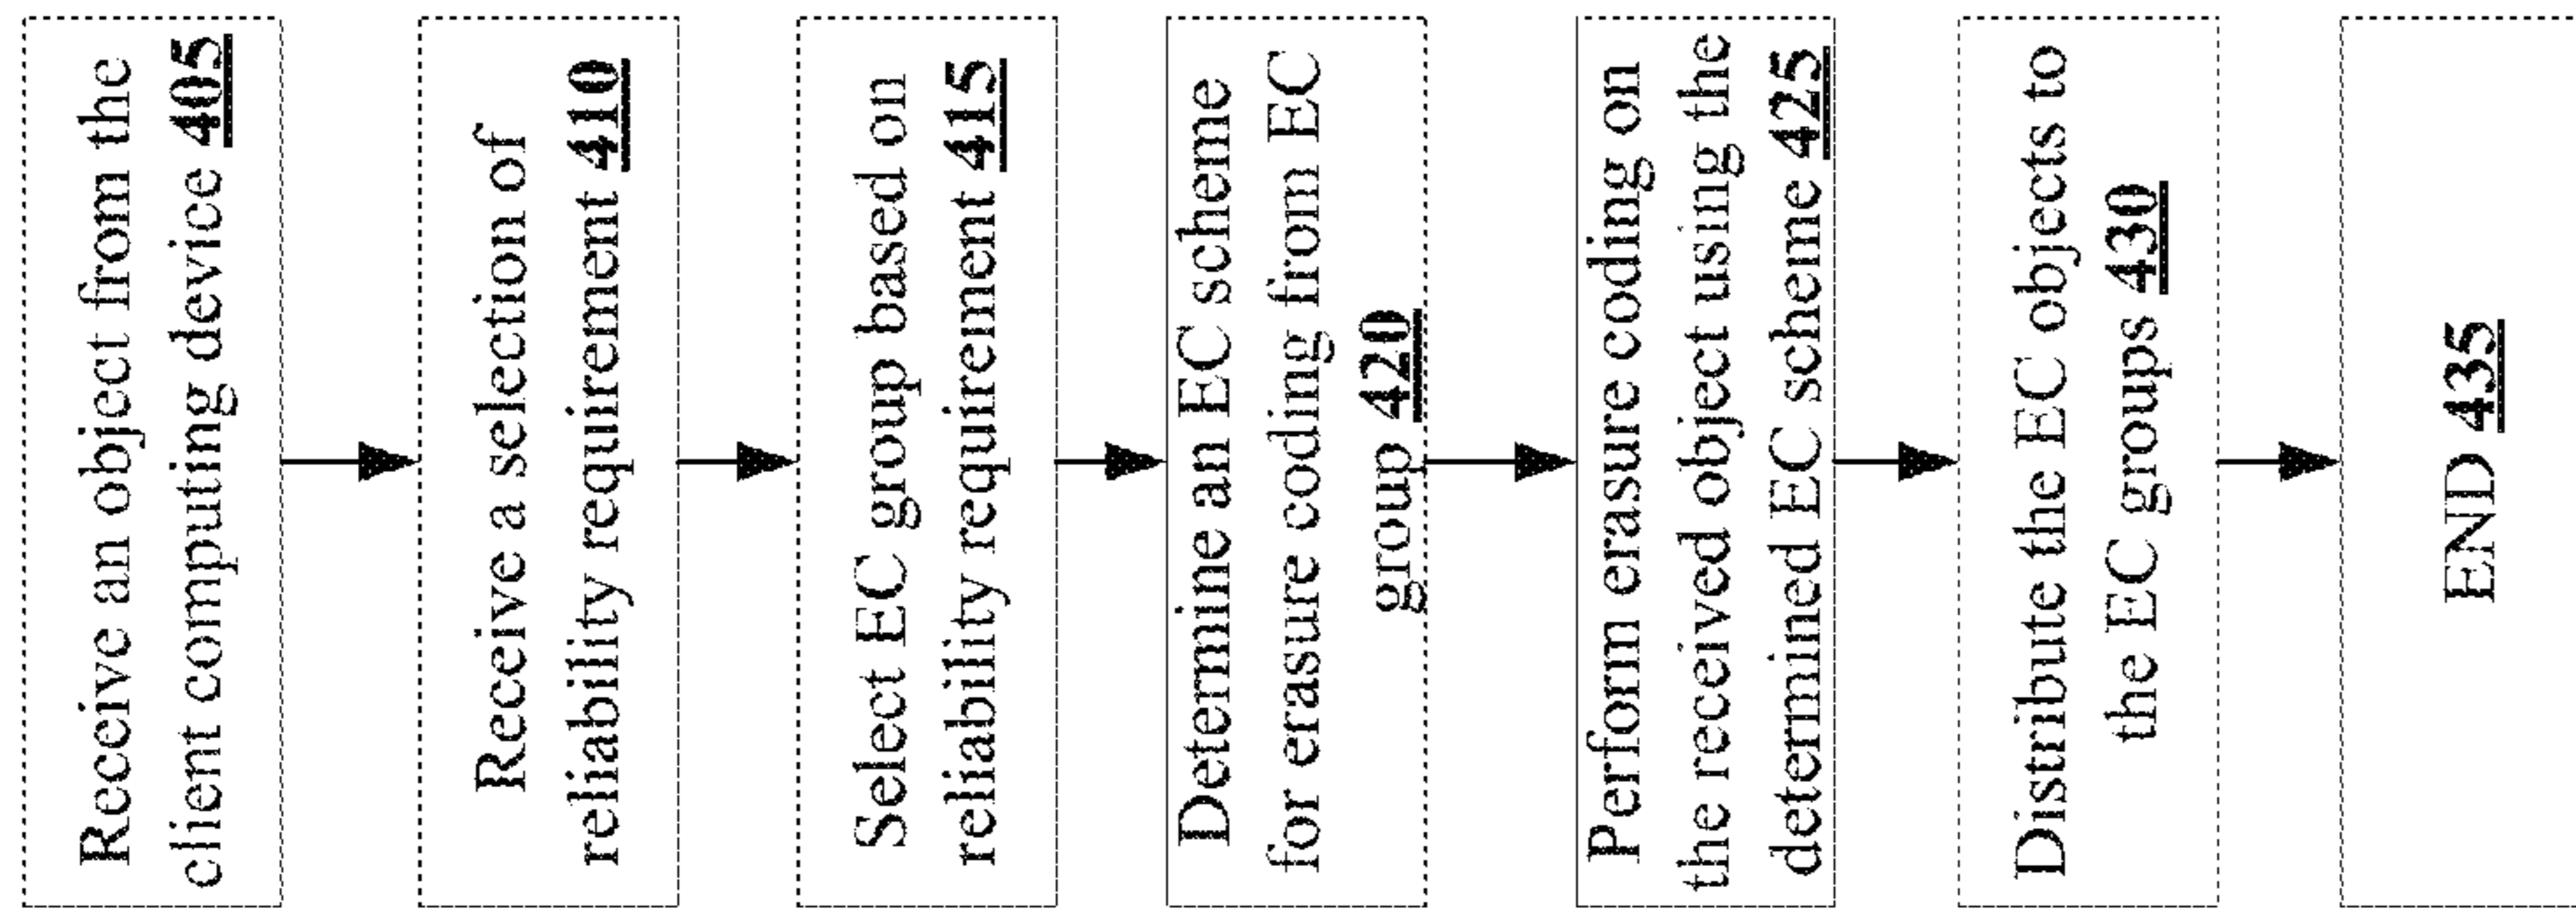 Receive an object from the
client computing device 405
Receive a selection of
reliability requirement 410
Select EC group based on
reliability requirement 415
Determine an EC scheme
for erasure coding from EC
group 420
Perform erasure coding on
the received object using the
determined EC scheme 425
Distribute the EC objects to
the EC groups 430
END 435